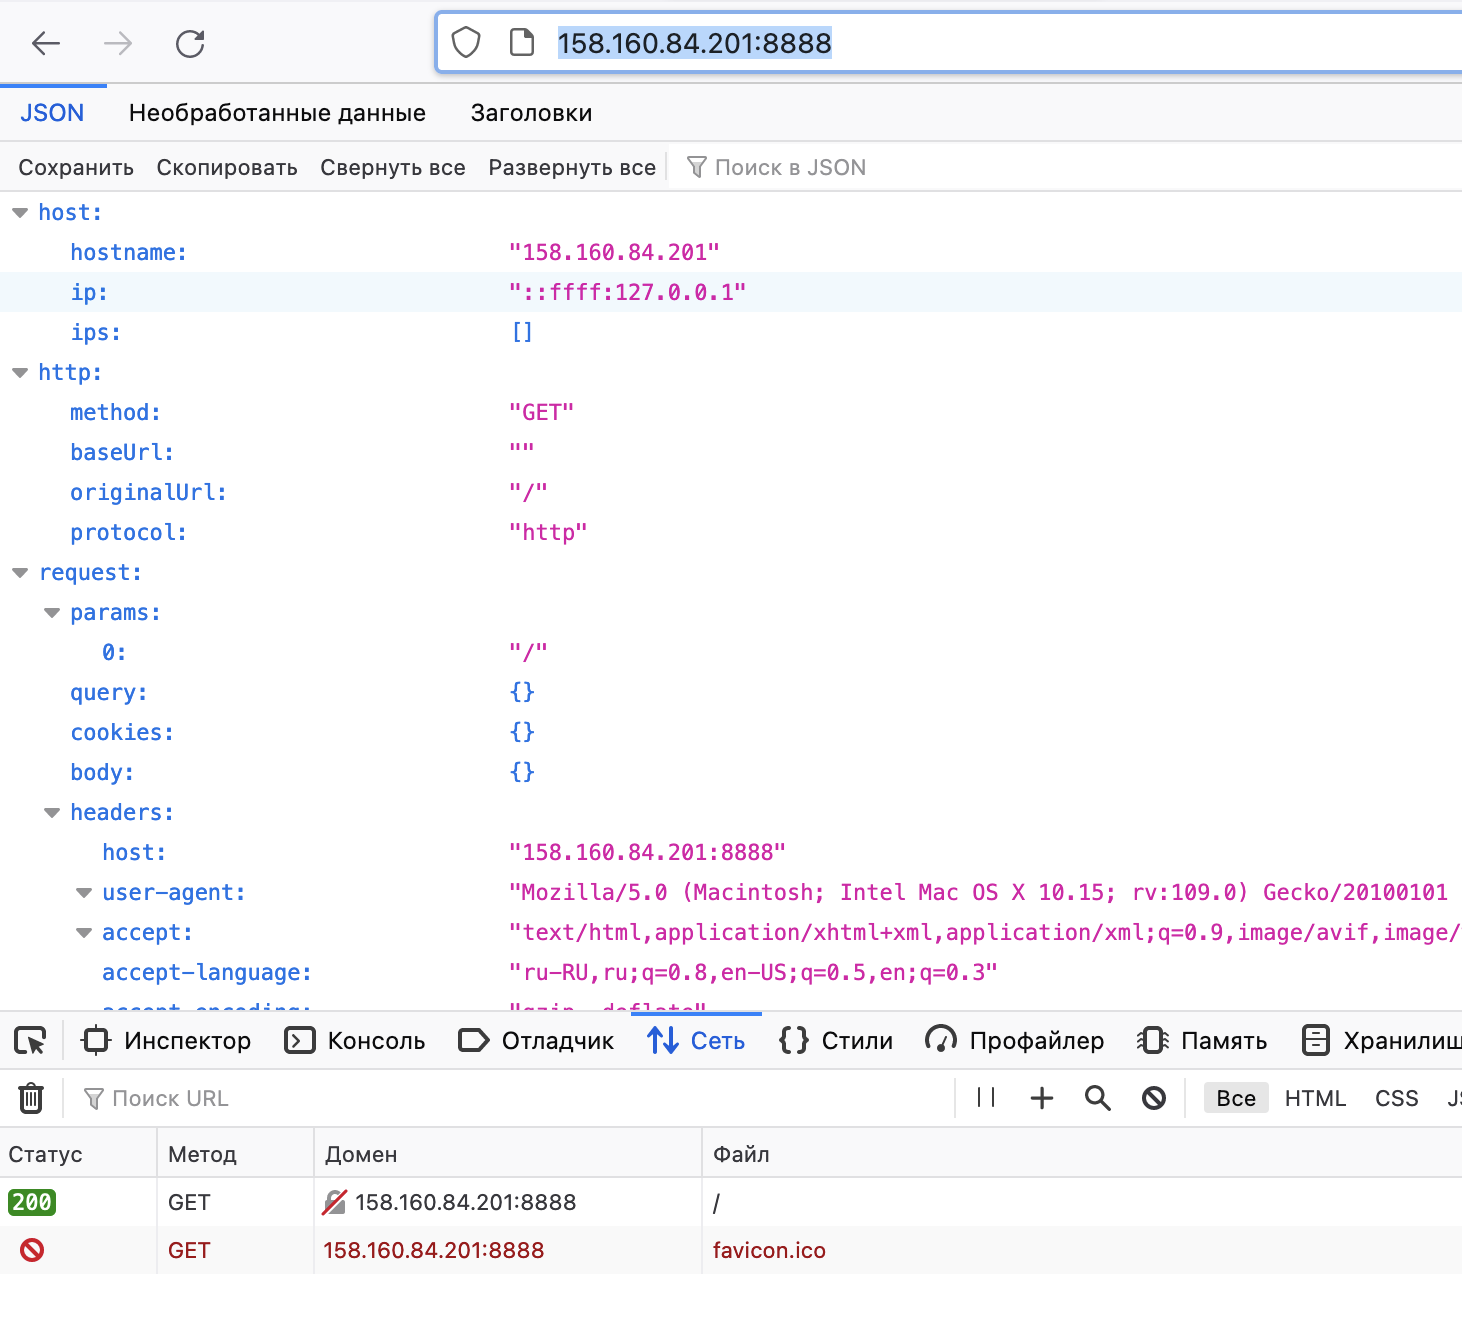 158.160.84.201:8888
JSON Необработанные данные Заголовки
Сохранить Скопировать Свернуть все Развернуть все Поиск в JSON
host:
hostname: "158.160.84.201"
ip: "::ffff:127.0.0.1"
ips: []
http:
method: "GET"
baseUrl: ""
originalUrl: "/"
protocol: "http"
request:
params:
0: "/"
query: {}
cookies: {}
body: {}
headers:
host: "158.160.84.201:8888"
user-agent: "Mozilla/5.0 (Macintosh; Intel Mac OS X 10.15; rv:109.0) Gecko/20100101
accept: "text/html,application/xhtml+xml,application/xml;q=0.9,image/avif,image/
accept-language: "ru-RU,ru;q=0.8,en-US;q=0.5,en;q=0.3"
accept-encoding: "gzip, deflate"
Инспектор Консоль Отладчик Сеть Стили Профайлер Память Хранилищ
Поиск URL Все HTML CSS JS
Статус Метод Домен Файл
200 GET 158.160.84.201:8888 /
GET 158.160.84.201:8888 favicon.ico